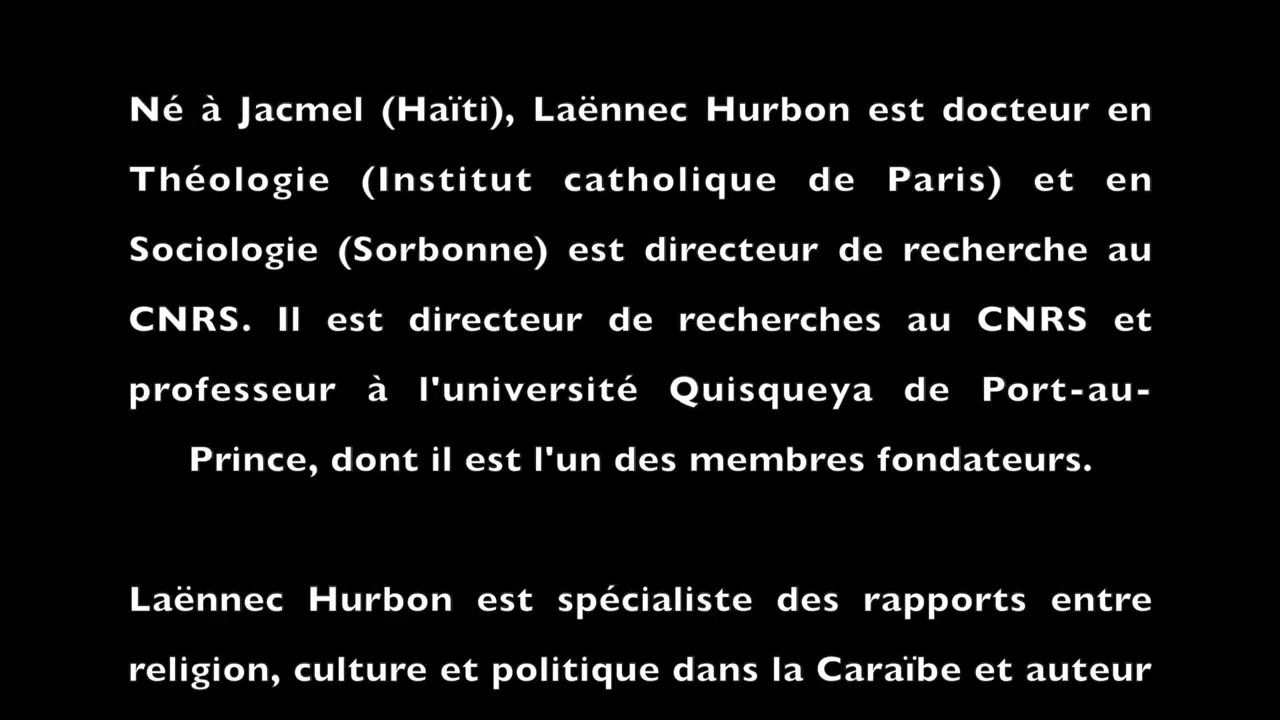 Né à Jacmel (Haïti), Laënnec Hurbon est docteur en
Théologie (Institut catholique de Paris) et en
Sociologie (Sorbonne) est directeur de recherche au
CNRS. Il est directeur de recherches au CNRS et
professeur à l'université Quisqueya de Port-au-
Prince, dont il est l'un des membres fondateurs.
Laënnec Hurbon est spécialiste des rapports entre
religion, culture et politique dans la Caraïbe et auteur